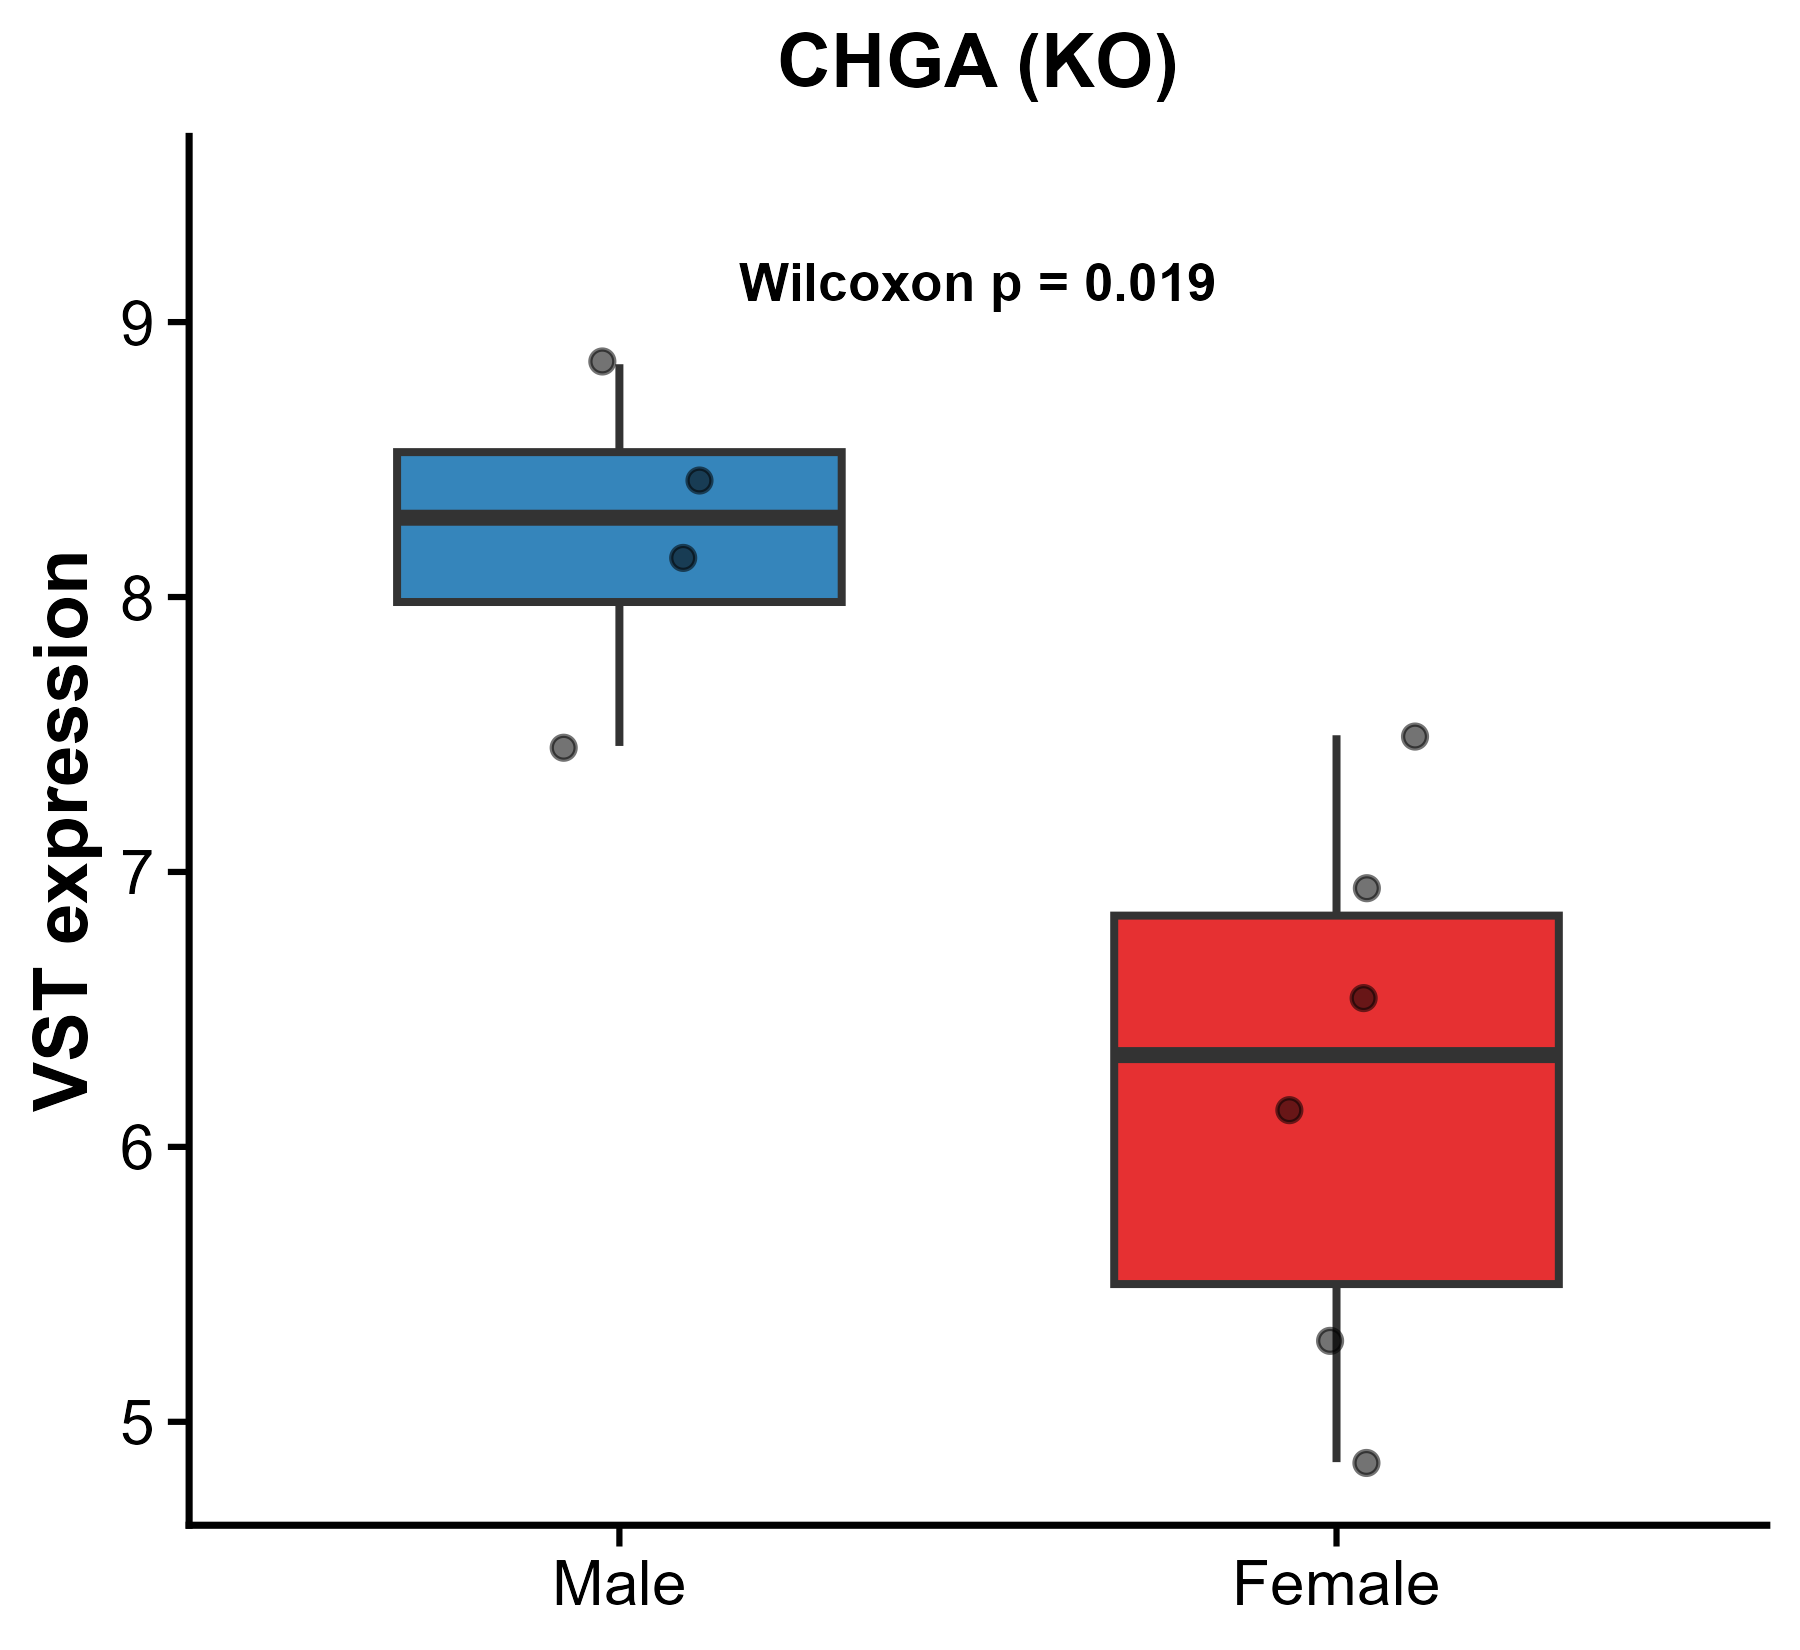 CHGA (KO)
Wilcoxon p = 0.019
VST expression
9
8
7
6
5
Male
Female